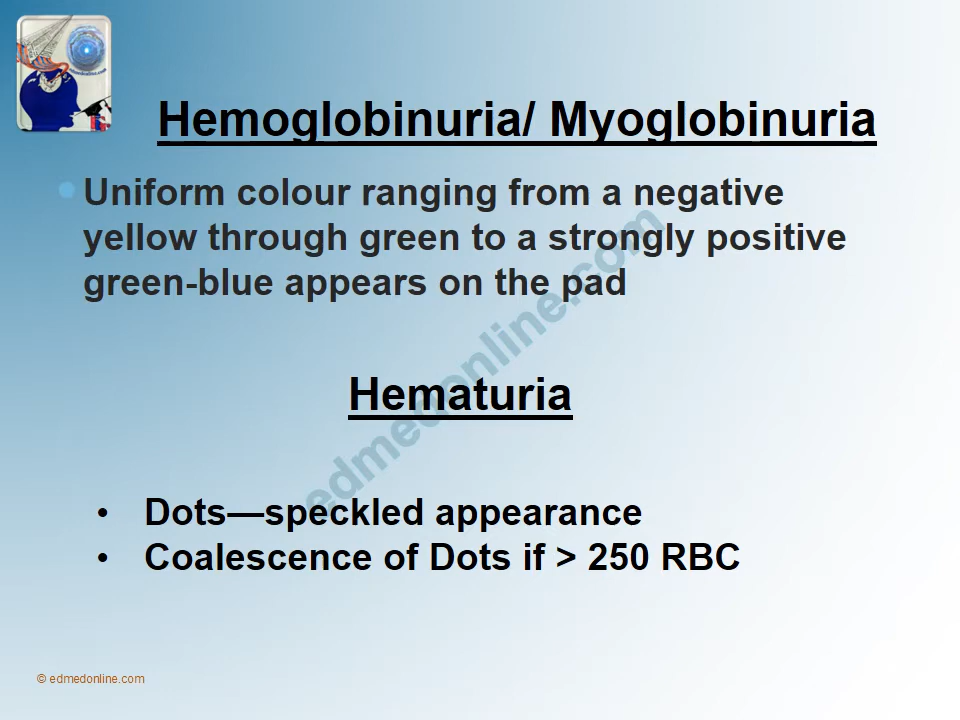 Hemoglobinuria/ Myoglobinuria
Uniform colour ranging from a negative
yellow through green to a strongly positive
green-blue appears on the pad
edmedonline.com
Hematuria
• Dots—speckled appearance
• Coalescence of Dots if > 250 RBC
© edmedonline.com